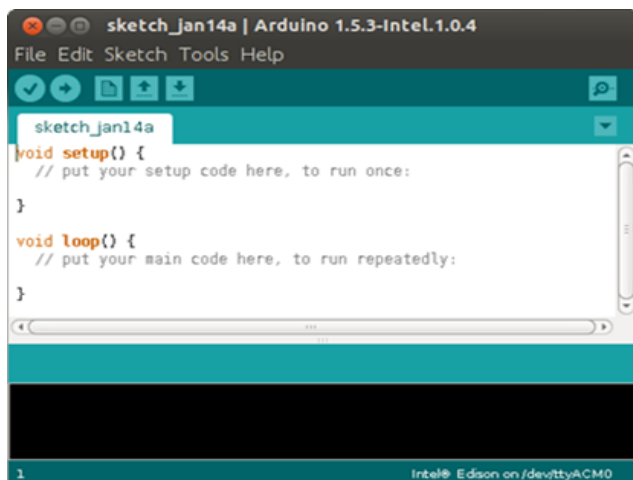 sketch_jan14a | Arduino 1.5.3-Intel.1.0.4
File Edit Sketch Tools Help
sketch_jan14a
void setup() {
// put your setup code here, to run once:
}
void loop() {
// put your main code here, to run repeatedly:
}
1 Intel® Edison on /dev/ttyACM0